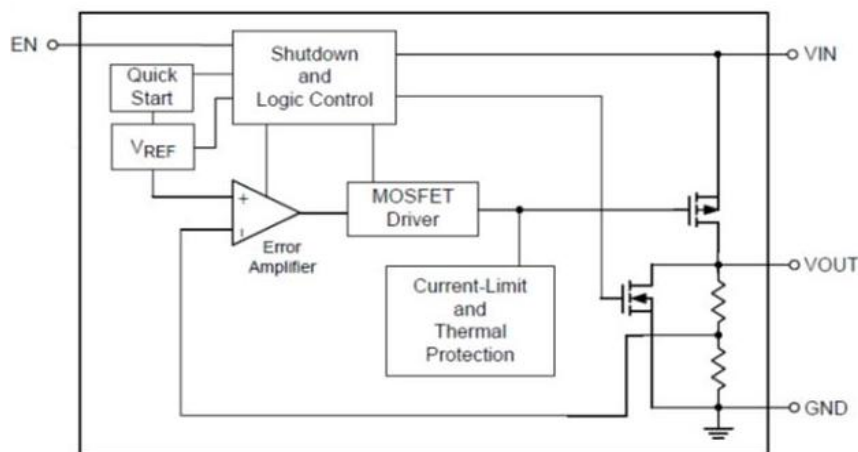 EN
Shutdown
and
Logic Control
VIN
Quick
Start
VREF
+
-
MOSFET
Driver
Error
Amplifier
Current-Limit
and
Thermal
Protection
VOUT
GND